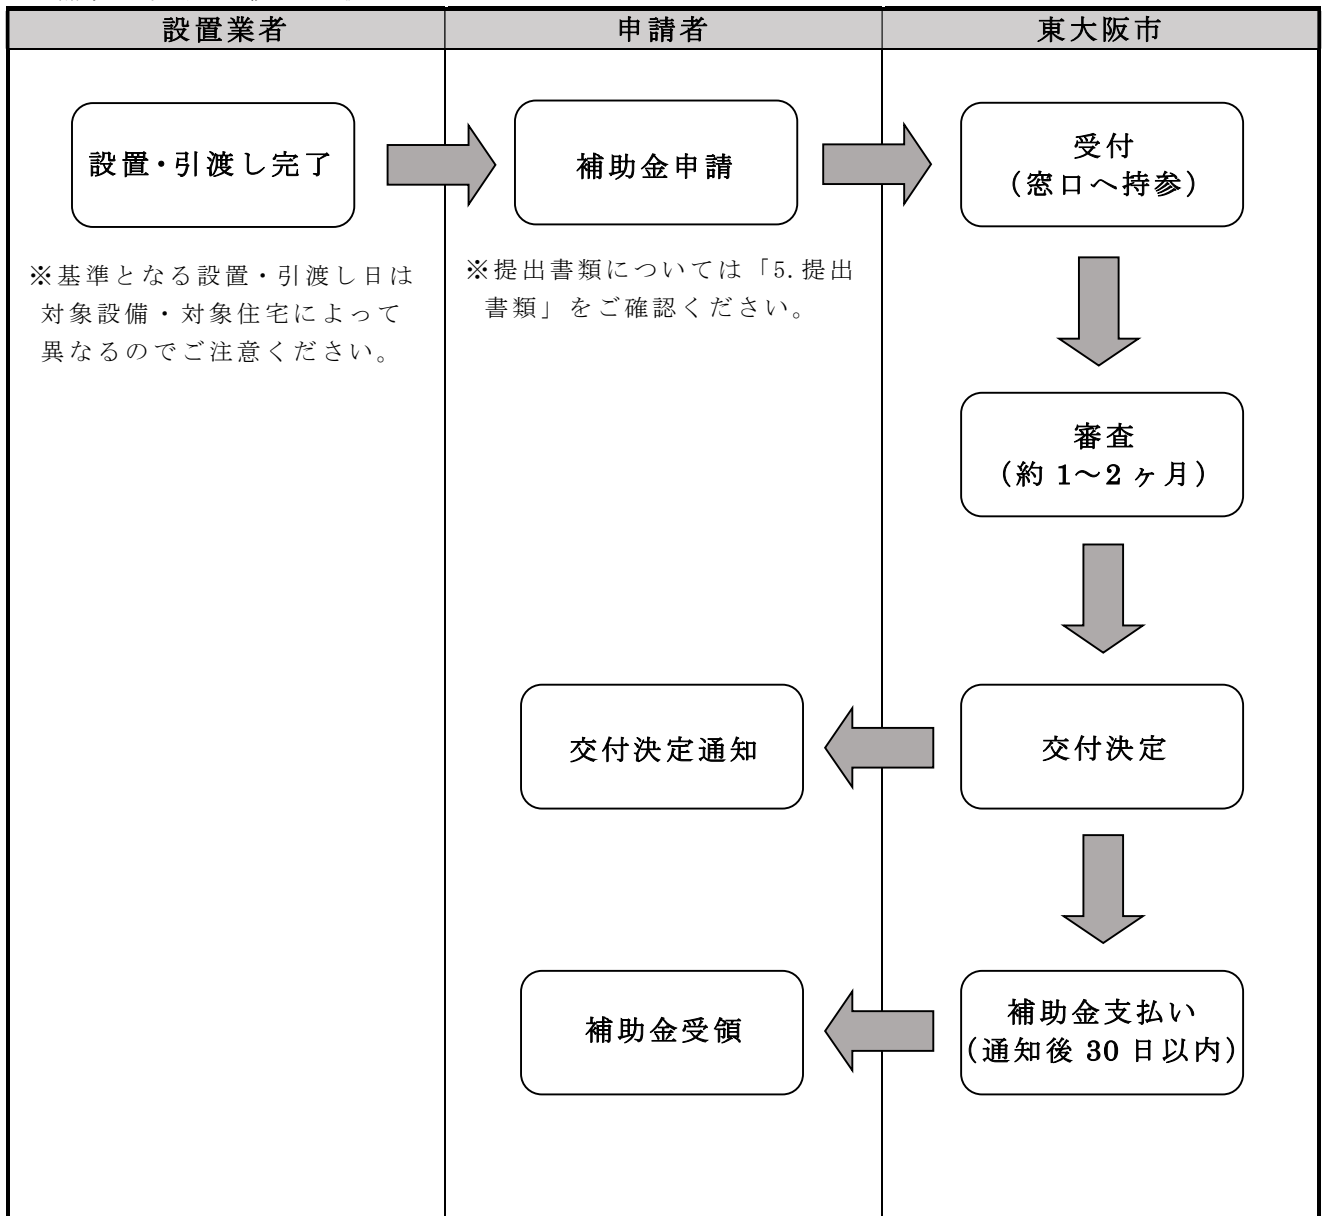 設置業者
申請者
東大阪市
設置・引渡し完了
補助金申請
受付
(窓口へ持参)
※基準となる設置・引渡し日は
対象設備・対象住宅によって
異なるのでご注意ください。
※提出書類については「5.提出
書類」をご確認ください。
審査
(約 1～2 ヶ月)
交付決定通知
交付決定
補助金受領
補助金支払い
(通知後 30 日以内)